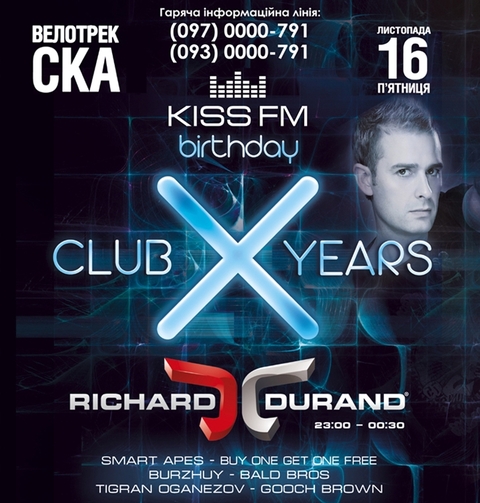 Гаряча інформаційна лінія:
(097) 0000-791
(093) 0000-791
ВЕЛОТРЕК
СКА
ЛИСТОПАДА
16
П'ЯТНИЦЯ
KISS FM
birthday
CLUB X YEARS
RICHARD DURAND®
23:00 – 00:30
SMART APES - BUY ONE GET ONE FREE
BURZHUY - BALD BROS
TIGRAN OGANEZOV - GOOCH BROWN